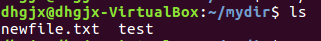 dhgjx@dhgjx-VirtualBox:~/mydir$ ls
newfile.txt  test